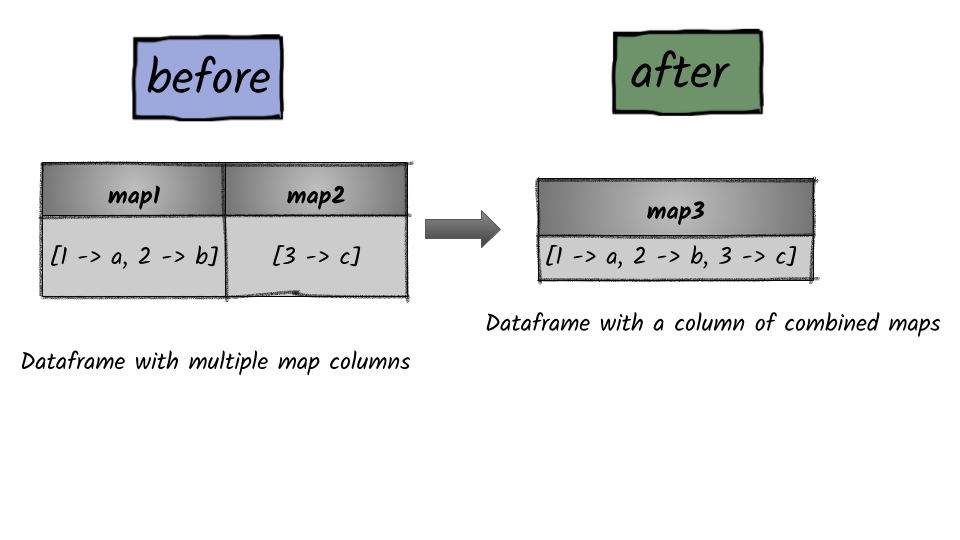 before
after
map1 map2
[1 -> a, 2 -> b] [3 -> c]
Dataframe with multiple map columns
map3
[1 -> a, 2 -> b, 3 -> c]
Dataframe with a column of combined maps